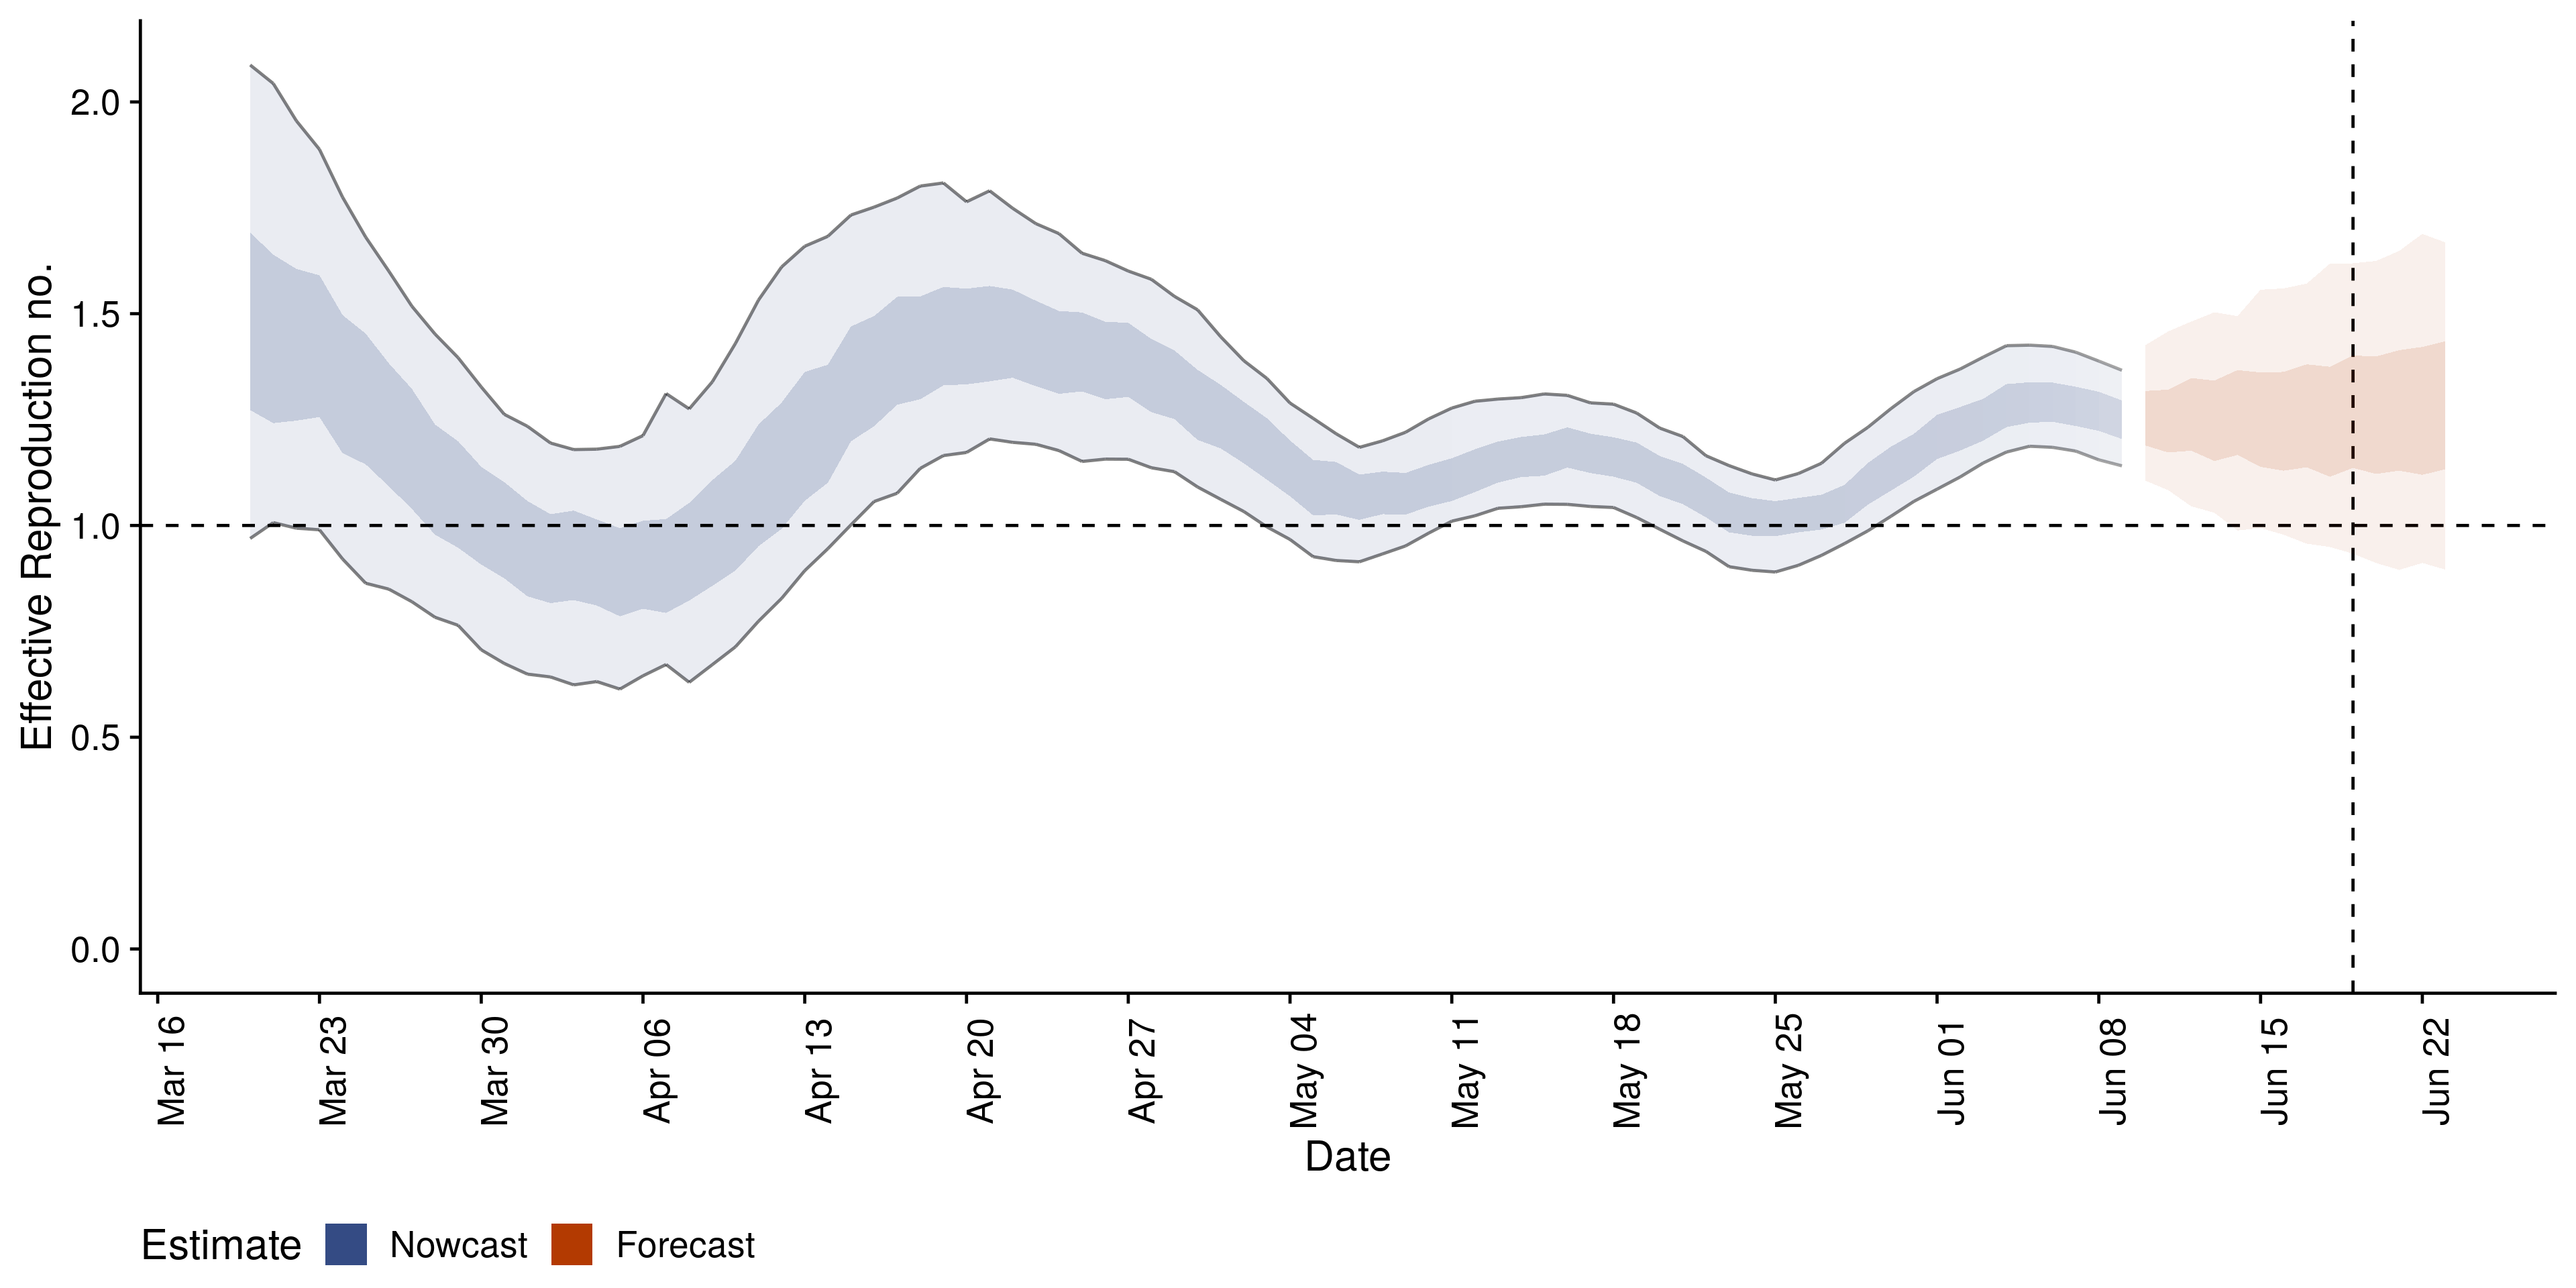 Effective Reproduction no.
2.0
1.5
1.0
0.5
0.0
Mar 16
Mar 23
Mar 30
Apr 06
Apr 13
Apr 20
Apr 27
May 04
May 11
May 18
May 25
Jun 01
Jun 08
Jun 15
Jun 22
Date
Estimate Nowcast Forecast